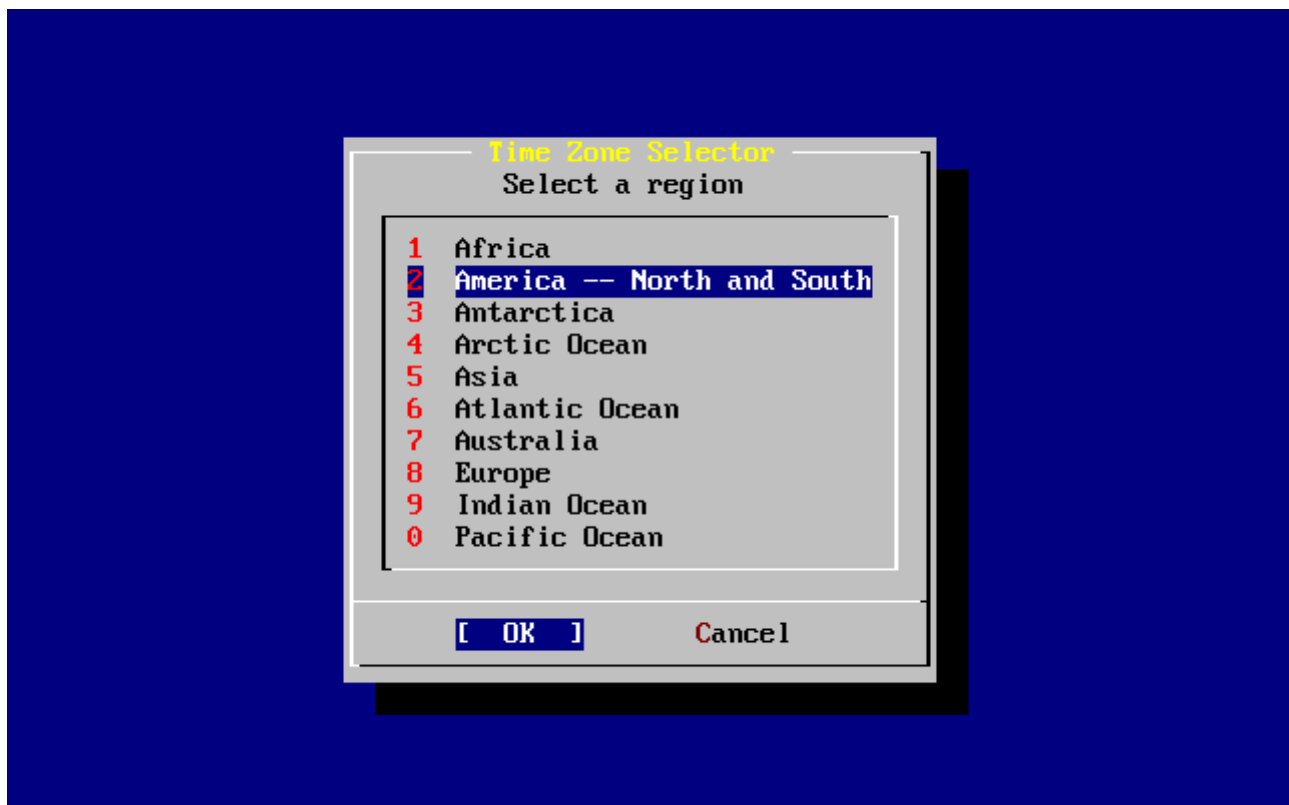 Time Zone Selector
Select a region
1 Africa
2 America -- North and South
3 Antarctica
4 Arctic Ocean
5 Asia
6 Atlantic Ocean
7 Australia
8 Europe
9 Indian Ocean
0 Pacific Ocean
[ OK ] Cancel